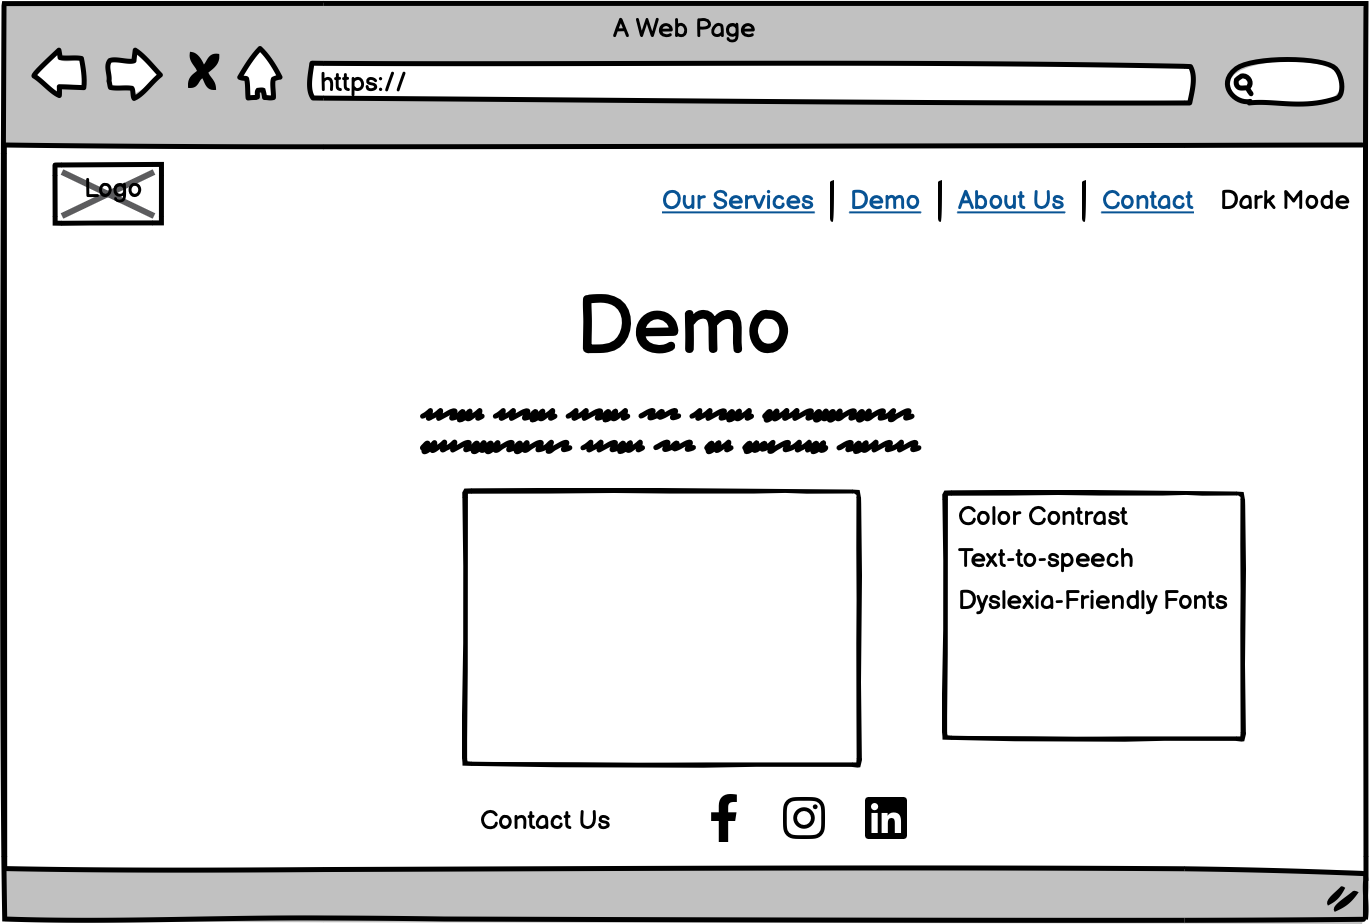 A Web Page
https://
Logo
Our Services Demo About Us Contact Dark Mode
Demo
Color Contrast
Text-to-speech
Dyslexia-Friendly Fonts
Contact Us